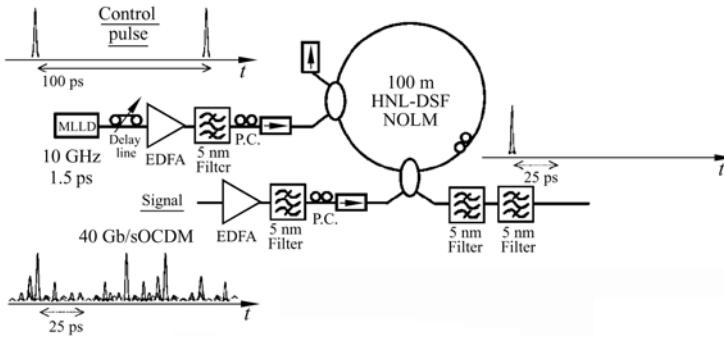 Control
pulse
t
100 ps
100 m
HNL-DSF
NOLM
MLLD
Delay
line
EDFA
5 nm
Filter
P.C.
10 GHz
1.5 ps
t
25 ps
Signal
EDFA
5 nm
Filter
P.C.
5 nm
Filter
5 nm
Filter
40 Gb/sOCDM
t
25 ps